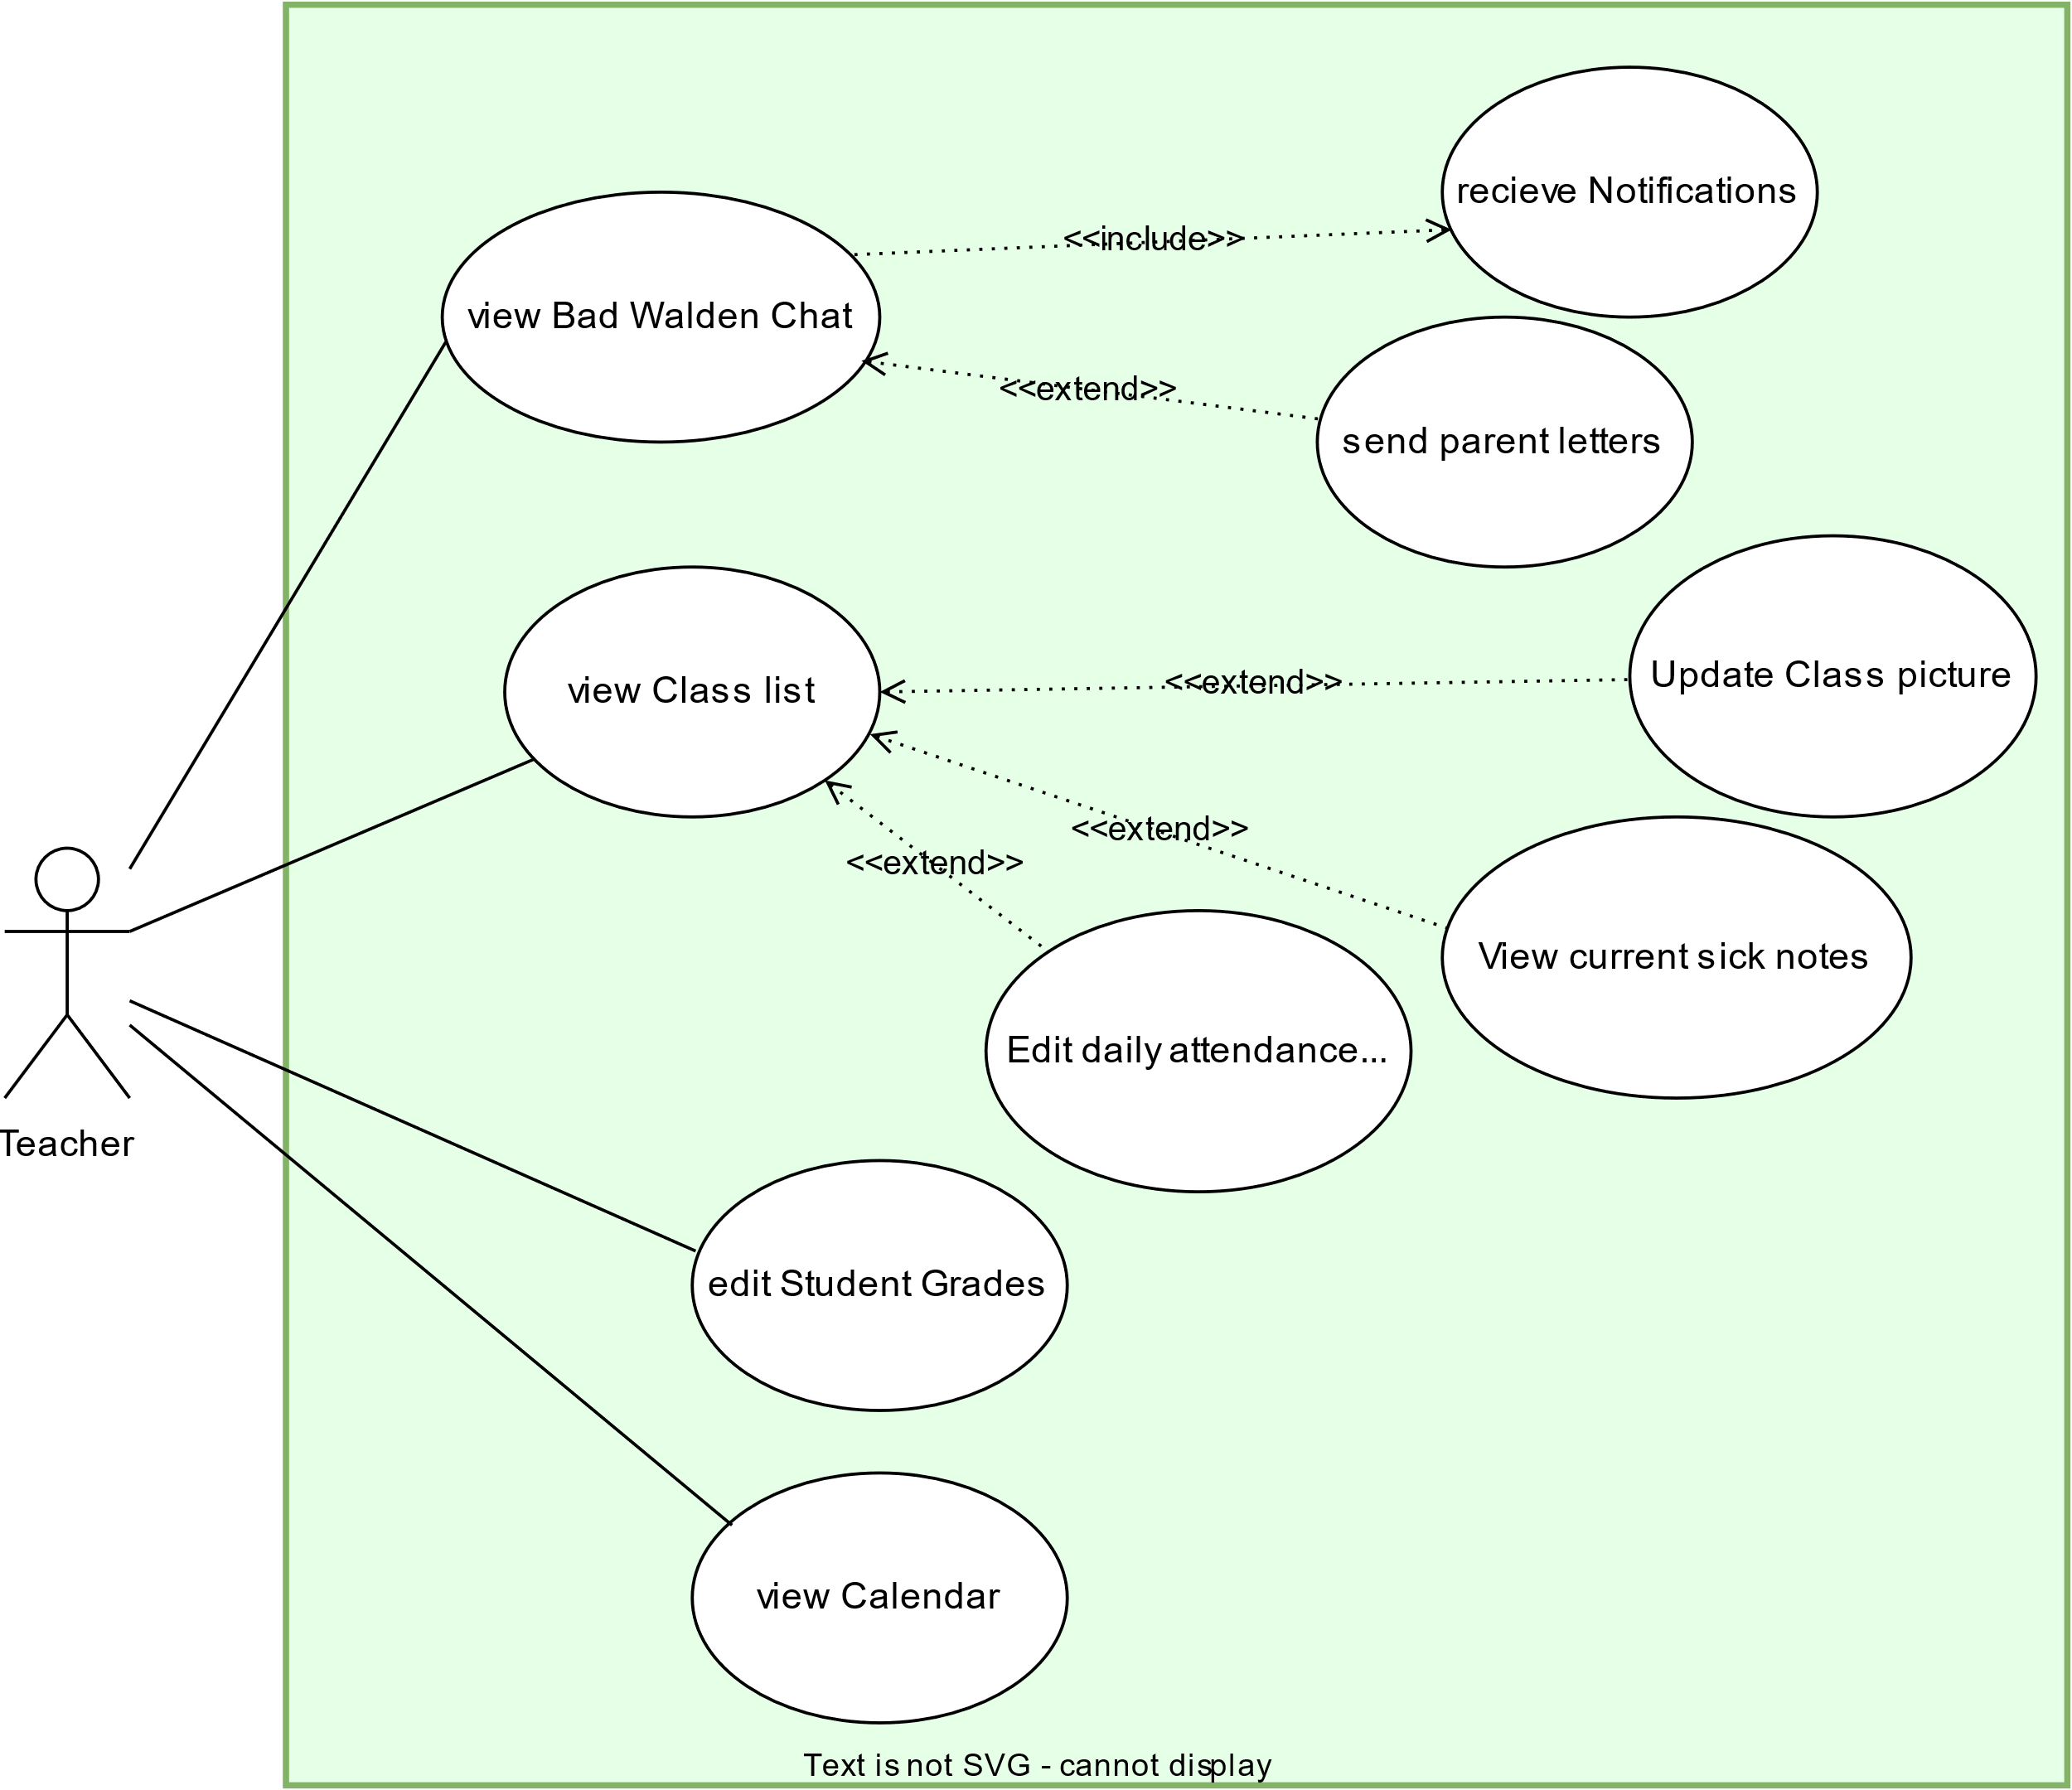 recieve Notifications
<<include>>
view Bad Walden Chat
<<extend>>
send parent letters
Update Class picture
<<extend>>
view Class list
<<extend>>
<<extend>>
View current sick notes
Edit daily attendance...
Teacher
edit Student Grades
view Calendar
Text is not SVG - cannot display